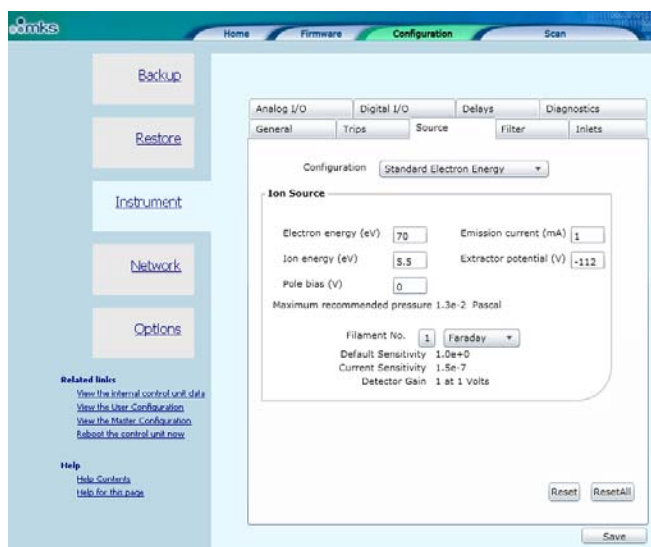 mks
Home Firmware Configuration Scan
Backup
Restore
Instrument
Network
Options
Related links
View the internal control unit data
View the User Configuration
View the Master Configuration
Reboot the control unit now
Help
Help Contents
Help for this page
Analog I/O Digital I/O Delays Diagnostics
General Trips Source Filter Inlets
Configuration Standard Electron Energy
Ion Source
Electron energy (eV) 70 Emission current (mA) 1
Ion energy (eV) 5.5 Extractor potential (V) -112
Pole bias (V) 0
Maximum recommended pressure 1.3e-2 Pascal
Filament No. 1 Faraday
Default Sensitivity 1.0e+0
Current Sensitivity 1.5e-7
Detector Gain 1 at 1 Volts
Reset ResetAll
Save